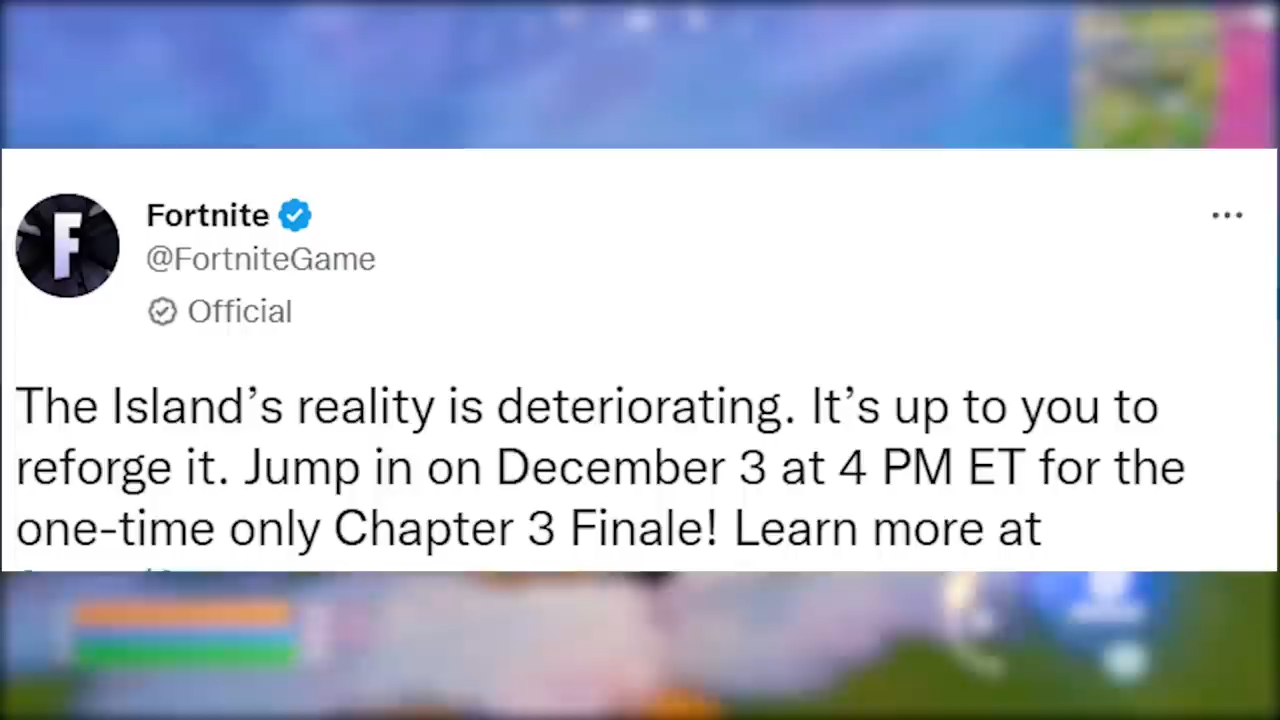 Fortnite
@FortniteGame
Official
The Island’s reality is deteriorating. It’s up to you to
reforge it. Jump in on December 3 at 4 PM ET for the
one-time only Chapter 3 Finale! Learn more at